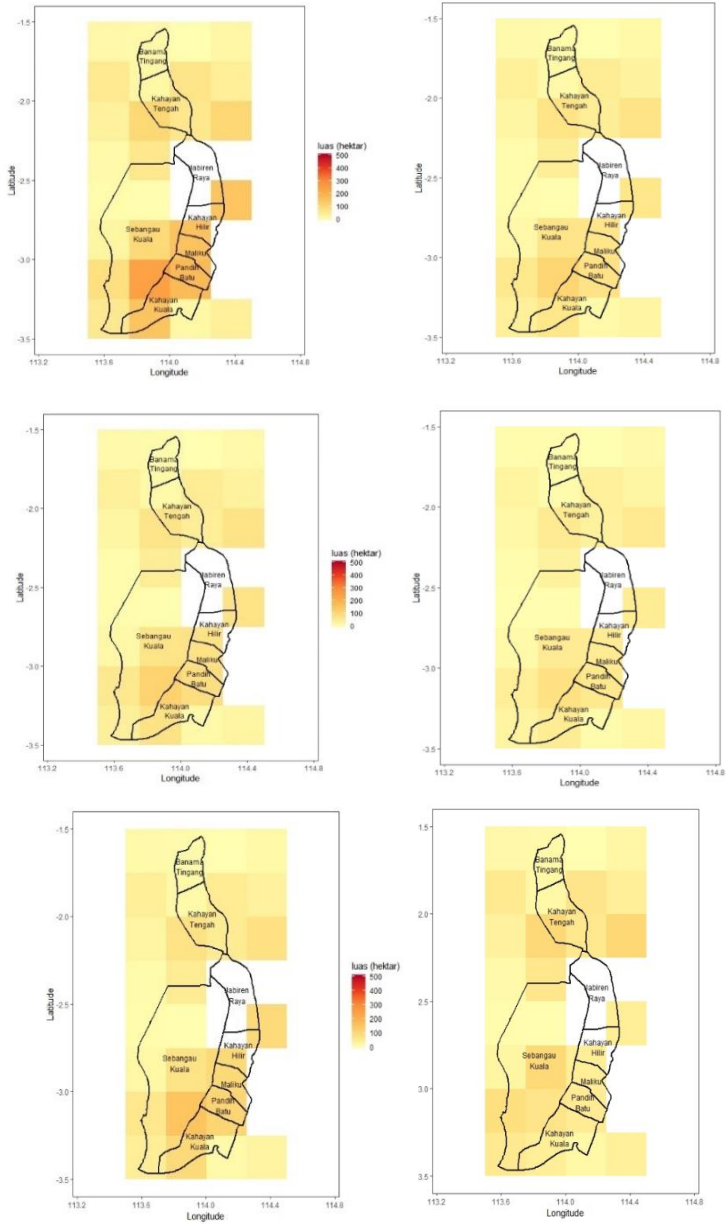 -1.5
Banama
Tingang
-2.0
Kahayan
Tengah
Latitude
-2.5
Jabiren
Raya
Kahayan
Hilir
Sebangau
Kuala
Maliku
-3.0
Pandih
Batu
Kahayan
Kuala
-3.5
113.2 113.6 114.0 114.4 114.8
Longitude
luas (hektar)
500
400
300
200
100
0
-1.5
Banama
Tingang
-2.0
Kahayan
Tengah
Latitude
-2.5
Jabiren
Raya
Kahayan
Hilir
Sebangau
Kuala
Maliku
-3.0
Pandih
Batu
Kahayan
Kuala
-3.5
113.2 113.6 114.0 114.4 114.8
Longitude
-1.5
Banama
Tingang
-2.0
Kahayan
Tengah
Latitude
-2.5
Jabiren
Raya
Kahayan
Hilir
Sebangau
Kuala
Maliku
-3.0
Pandih
Batu
Kahayan
Kuala
-3.5
113.2 113.6 114.0 114.4 114.8
Longitude
luas (hektar)
500
400
300
200
100
0
-1.5
Banama
Tingang
-2.0
Kahayan
Tengah
Latitude
-2.5
Jabiren
Raya
Kahayan
Hilir
Sebangau
Kuala
Maliku
-3.0
Pandih
Batu
Kahayan
Kuala
-3.5
113.2 113.6 114.0 114.4 114.8
Longitude
-1.5
Banama
Tingang
-2.0
Kahayan
Tengah
Latitude
-2.5
Jabiren
Raya
Kahayan
Hilir
Sebangau
Kuala
Maliku
-3.0
Pandih
Batu
Kahayan
Kuala
-3.5
113.2 113.6 114.0 114.4 114.8
Longitude
luas (hektar)
500
400
300
200
100
0
-1.5
Banama
Tingang
-2.0
Kahayan
Tengah
Latitude
-2.5
Jabiren
Raya
Kahayan
Hilir
Sebangau
Kuala
Maliku
-3.0
Pandih
Batu
Kahayan
Kuala
-3.5
113.2 113.6 114.0 114.4 114.8
Longitude